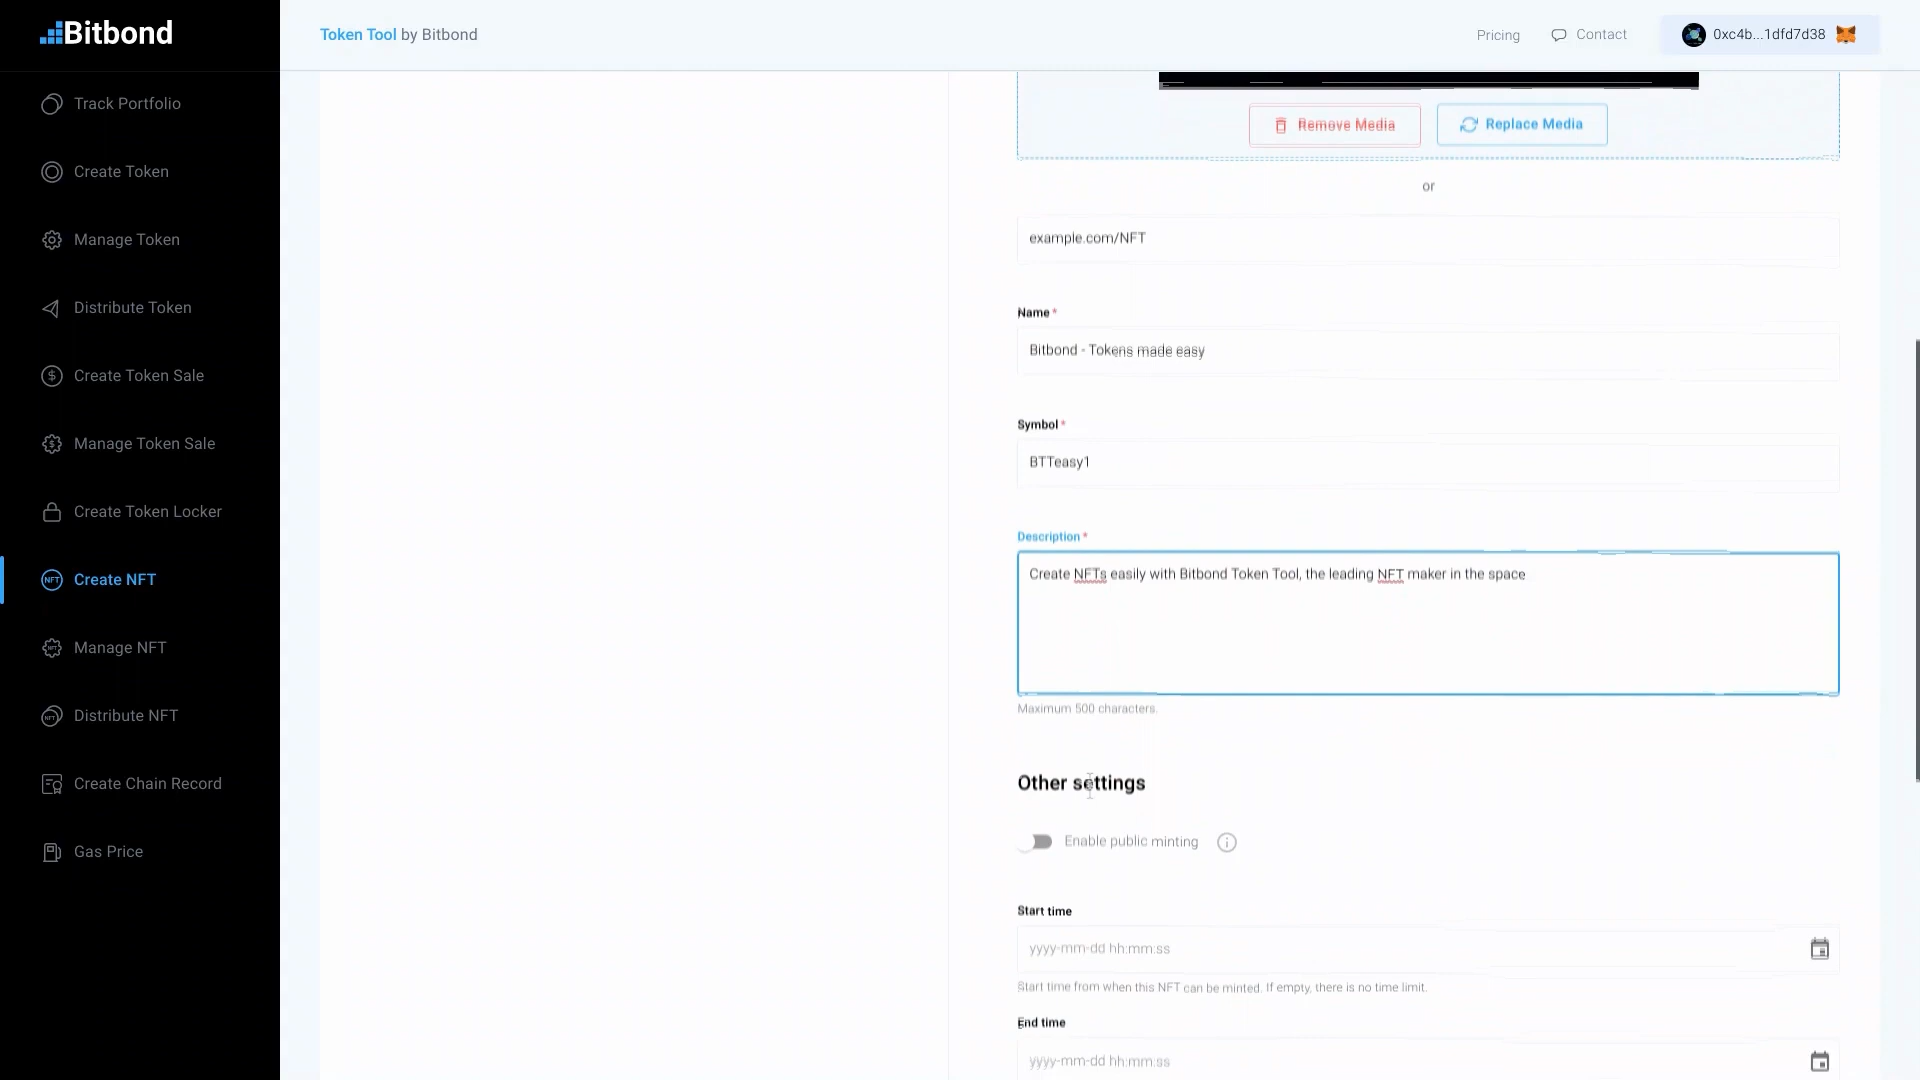 Bitbond
Token Tool by Bitbond
Pricing
Contact
0xc4b...1dfd7d38
Track Portfolio
Create Token
Manage Token
Distribute Token
Create Token Sale
Manage Token Sale
Create Token Locker
NFT
Create NFT
Manage NFT
Distribute NFT
Create Chain Record
Gas Price
Remove Media
Replace Media
or
example.com/NFT
Name *
Bitbond - Tokens made easy
Symbol *
BTTeasy1
Description *
Create NFTs easily with Bitbond Token Tool, the leading NFT maker in the space
Maximum 500 characters.
Other settings
Enable public minting
Start time
yyyy-mm-dd hh:mm:ss
Start time from when this NFT can be minted. If empty, there is no time limit.
End time
yyyy-mm-dd hh:mm:ss